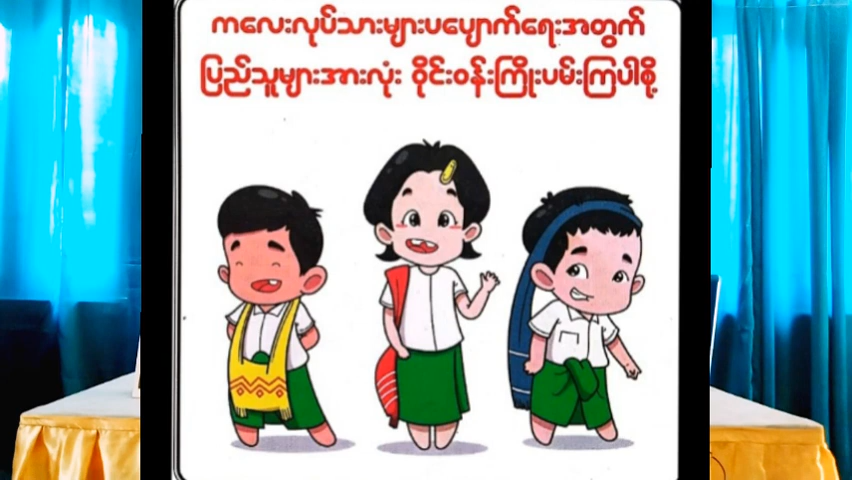 ကလေးလုပ်သားများပပျောက်ရေးအတွက်
ပြည်သူများအားလုံး ဝိုင်းဝန်းကြိုးပမ်းကြပါစို့